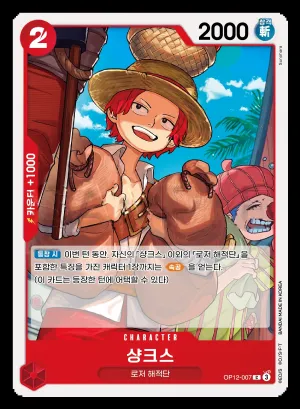 2
2000
참격
斬
카운터 +1000
등장 시 이번 턴 동안, 자신의 「샹크스」 이외의 『로저 해적단』을
포함한 특징을 가진 캐릭터 1장까지는, 속공 을 얻는다.
(이 카드는 등장한 턴에 어택할 수 있다)
CHARACTER
샹크스
로저 해적단
OP12-007
BANDAI MADE IN KOREA